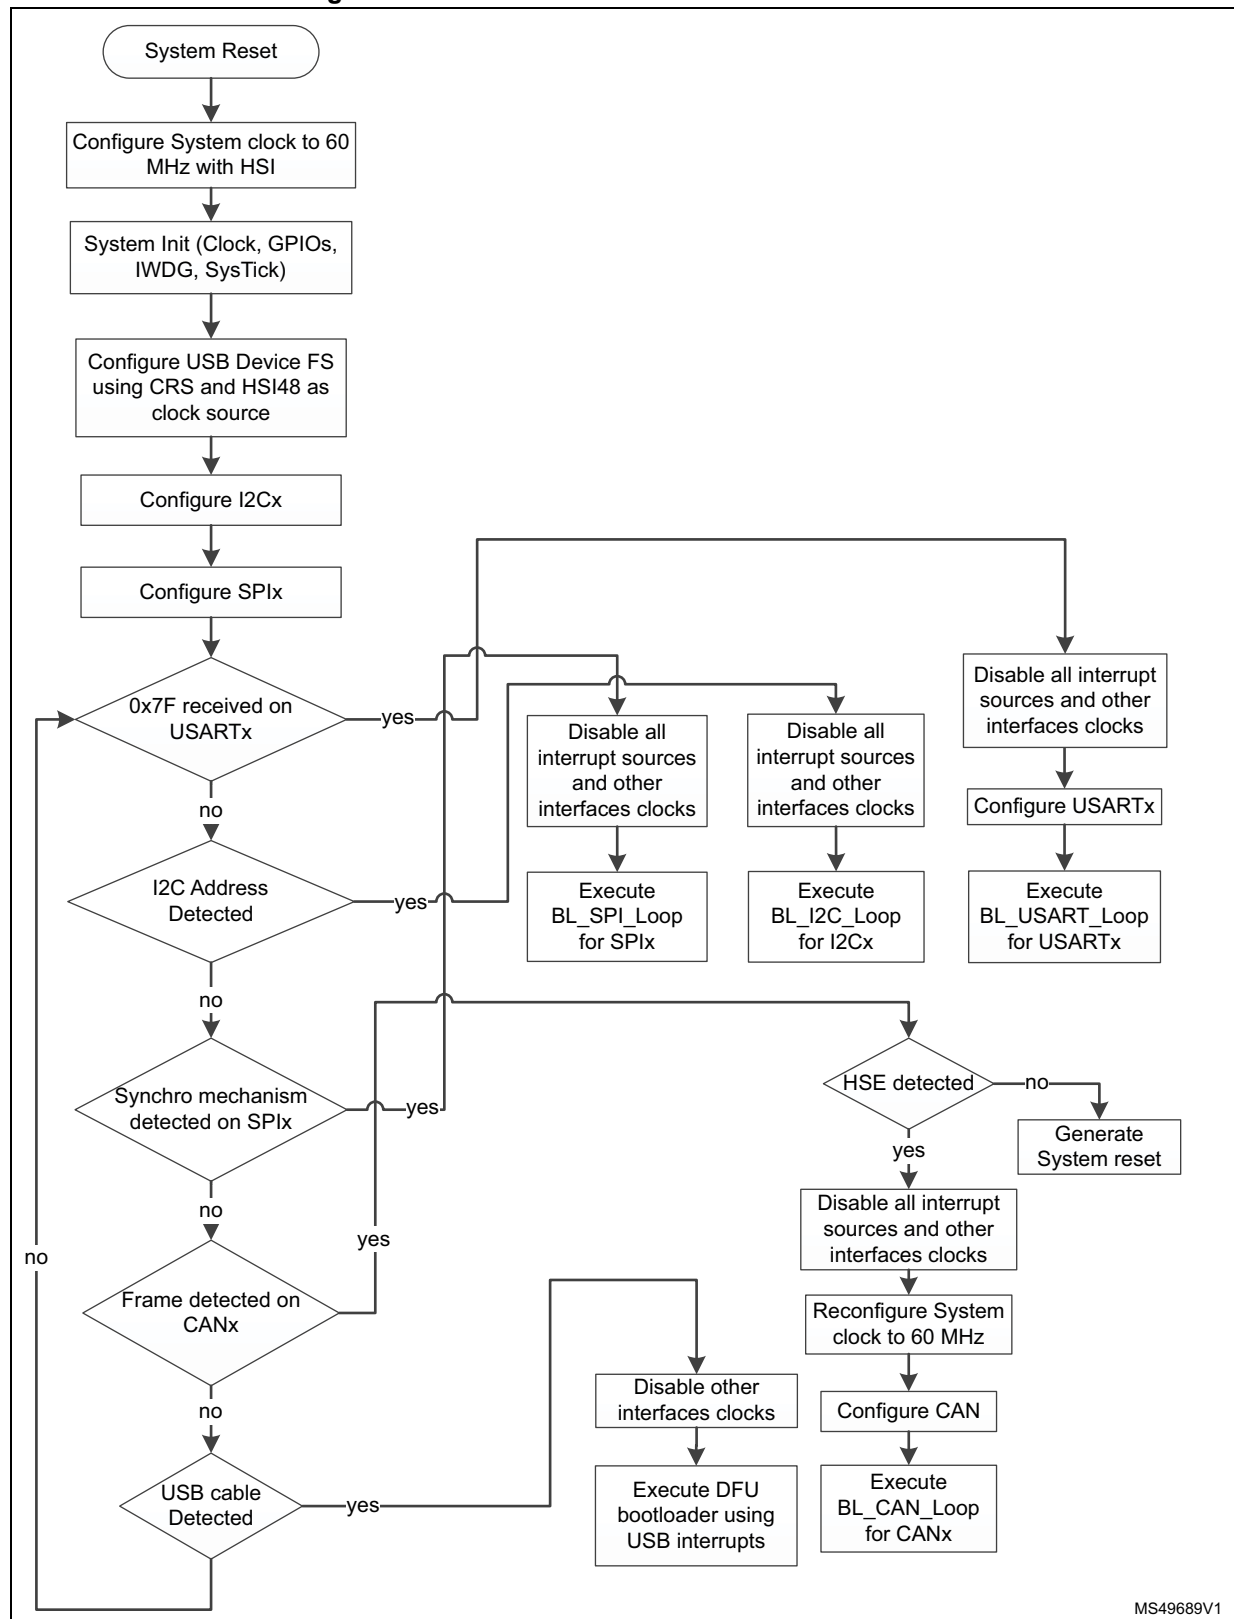 System Reset
Configure System clock to 60
MHz with HSI
System Init (Clock, GPIOs,
IWDG, SysTick)
Configure USB Device FS
using CRS and HSI48 as
clock source
Configure I2Cx
Configure SPIx
0x7F received on
USARTx
yes
no
I2C Address
Detected
yes
no
Synchro mechanism
detected on SPIx
yes
no
Frame detected on
CANx
yes
no
USB cable
Detected
yes
no
Disable all
interrupt sources
and other
interfaces clocks
Execute
BL_SPI_Loop
for SPIx
Disable all
interrupt sources
and other
interfaces clocks
Execute
BL_I2C_Loop
for I2Cx
Disable all interrupt
sources and other
interfaces clocks
Configure USARTx
Execute
BL_USART_Loop
for USARTx
HSE detected
no
Generate
System reset
yes
Disable all interrupt
sources and other
interfaces clocks
Reconfigure System
clock to 60 MHz
Configure CAN
Execute
BL_CAN_Loop
for CANx
Disable other
interfaces clocks
Execute DFU
bootloader using
USB interrupts
MS49689V1